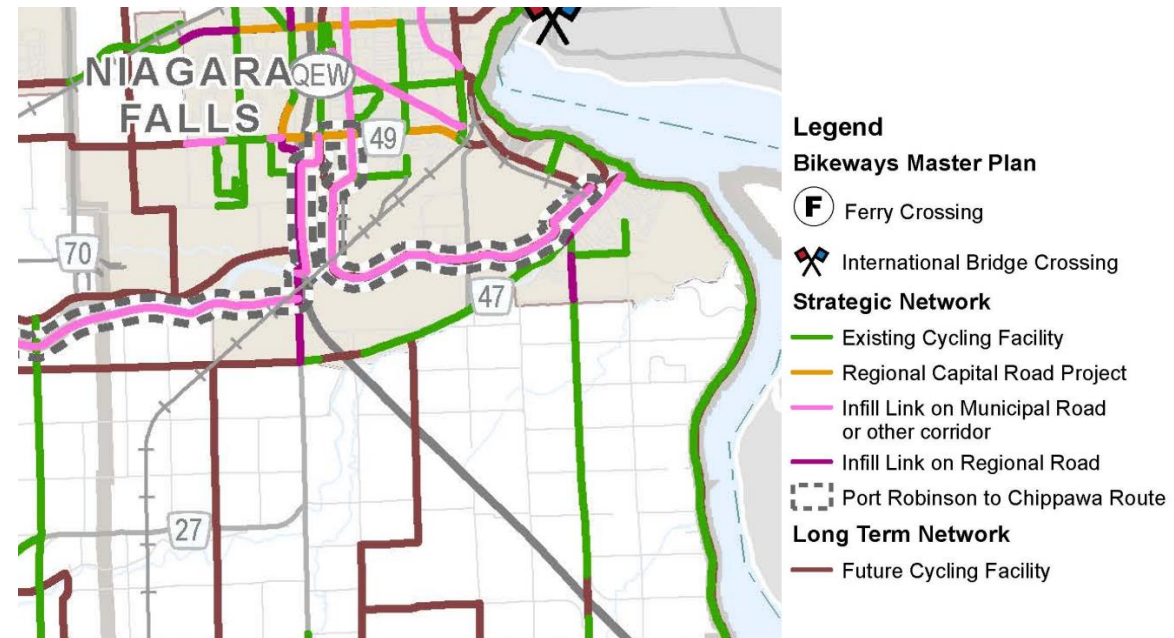 NIAGARA
FALLS
QEW
49
70
47
27
Legend
Bikeways Master Plan
F
Ferry Crossing
International Bridge Crossing
Strategic Network
Existing Cycling Facility
Regional Capital Road Project
Infill Link on Municipal Road
or other corridor
Infill Link on Regional Road
Port Robinson to Chippawa Route
Long Term Network
Future Cycling Facility